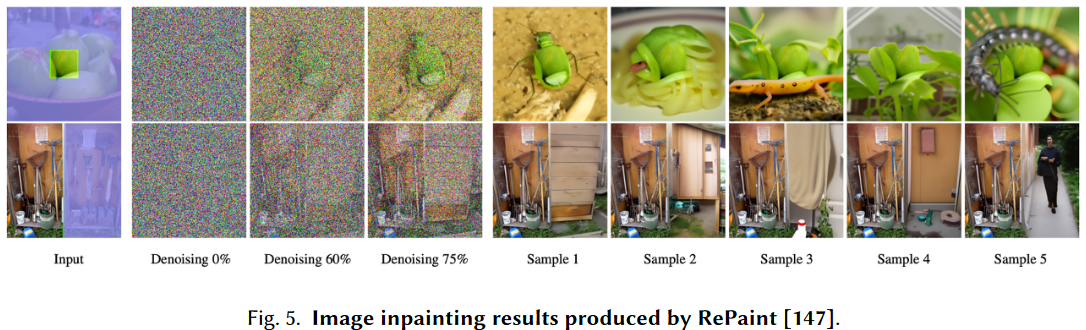 Input Denoising 0% Denoising 60% Denoising 75% Sample 1 Sample 2 Sample 3 Sample 4 Sample 5
Fig. 5. Image inpainting results produced by RePaint [147].